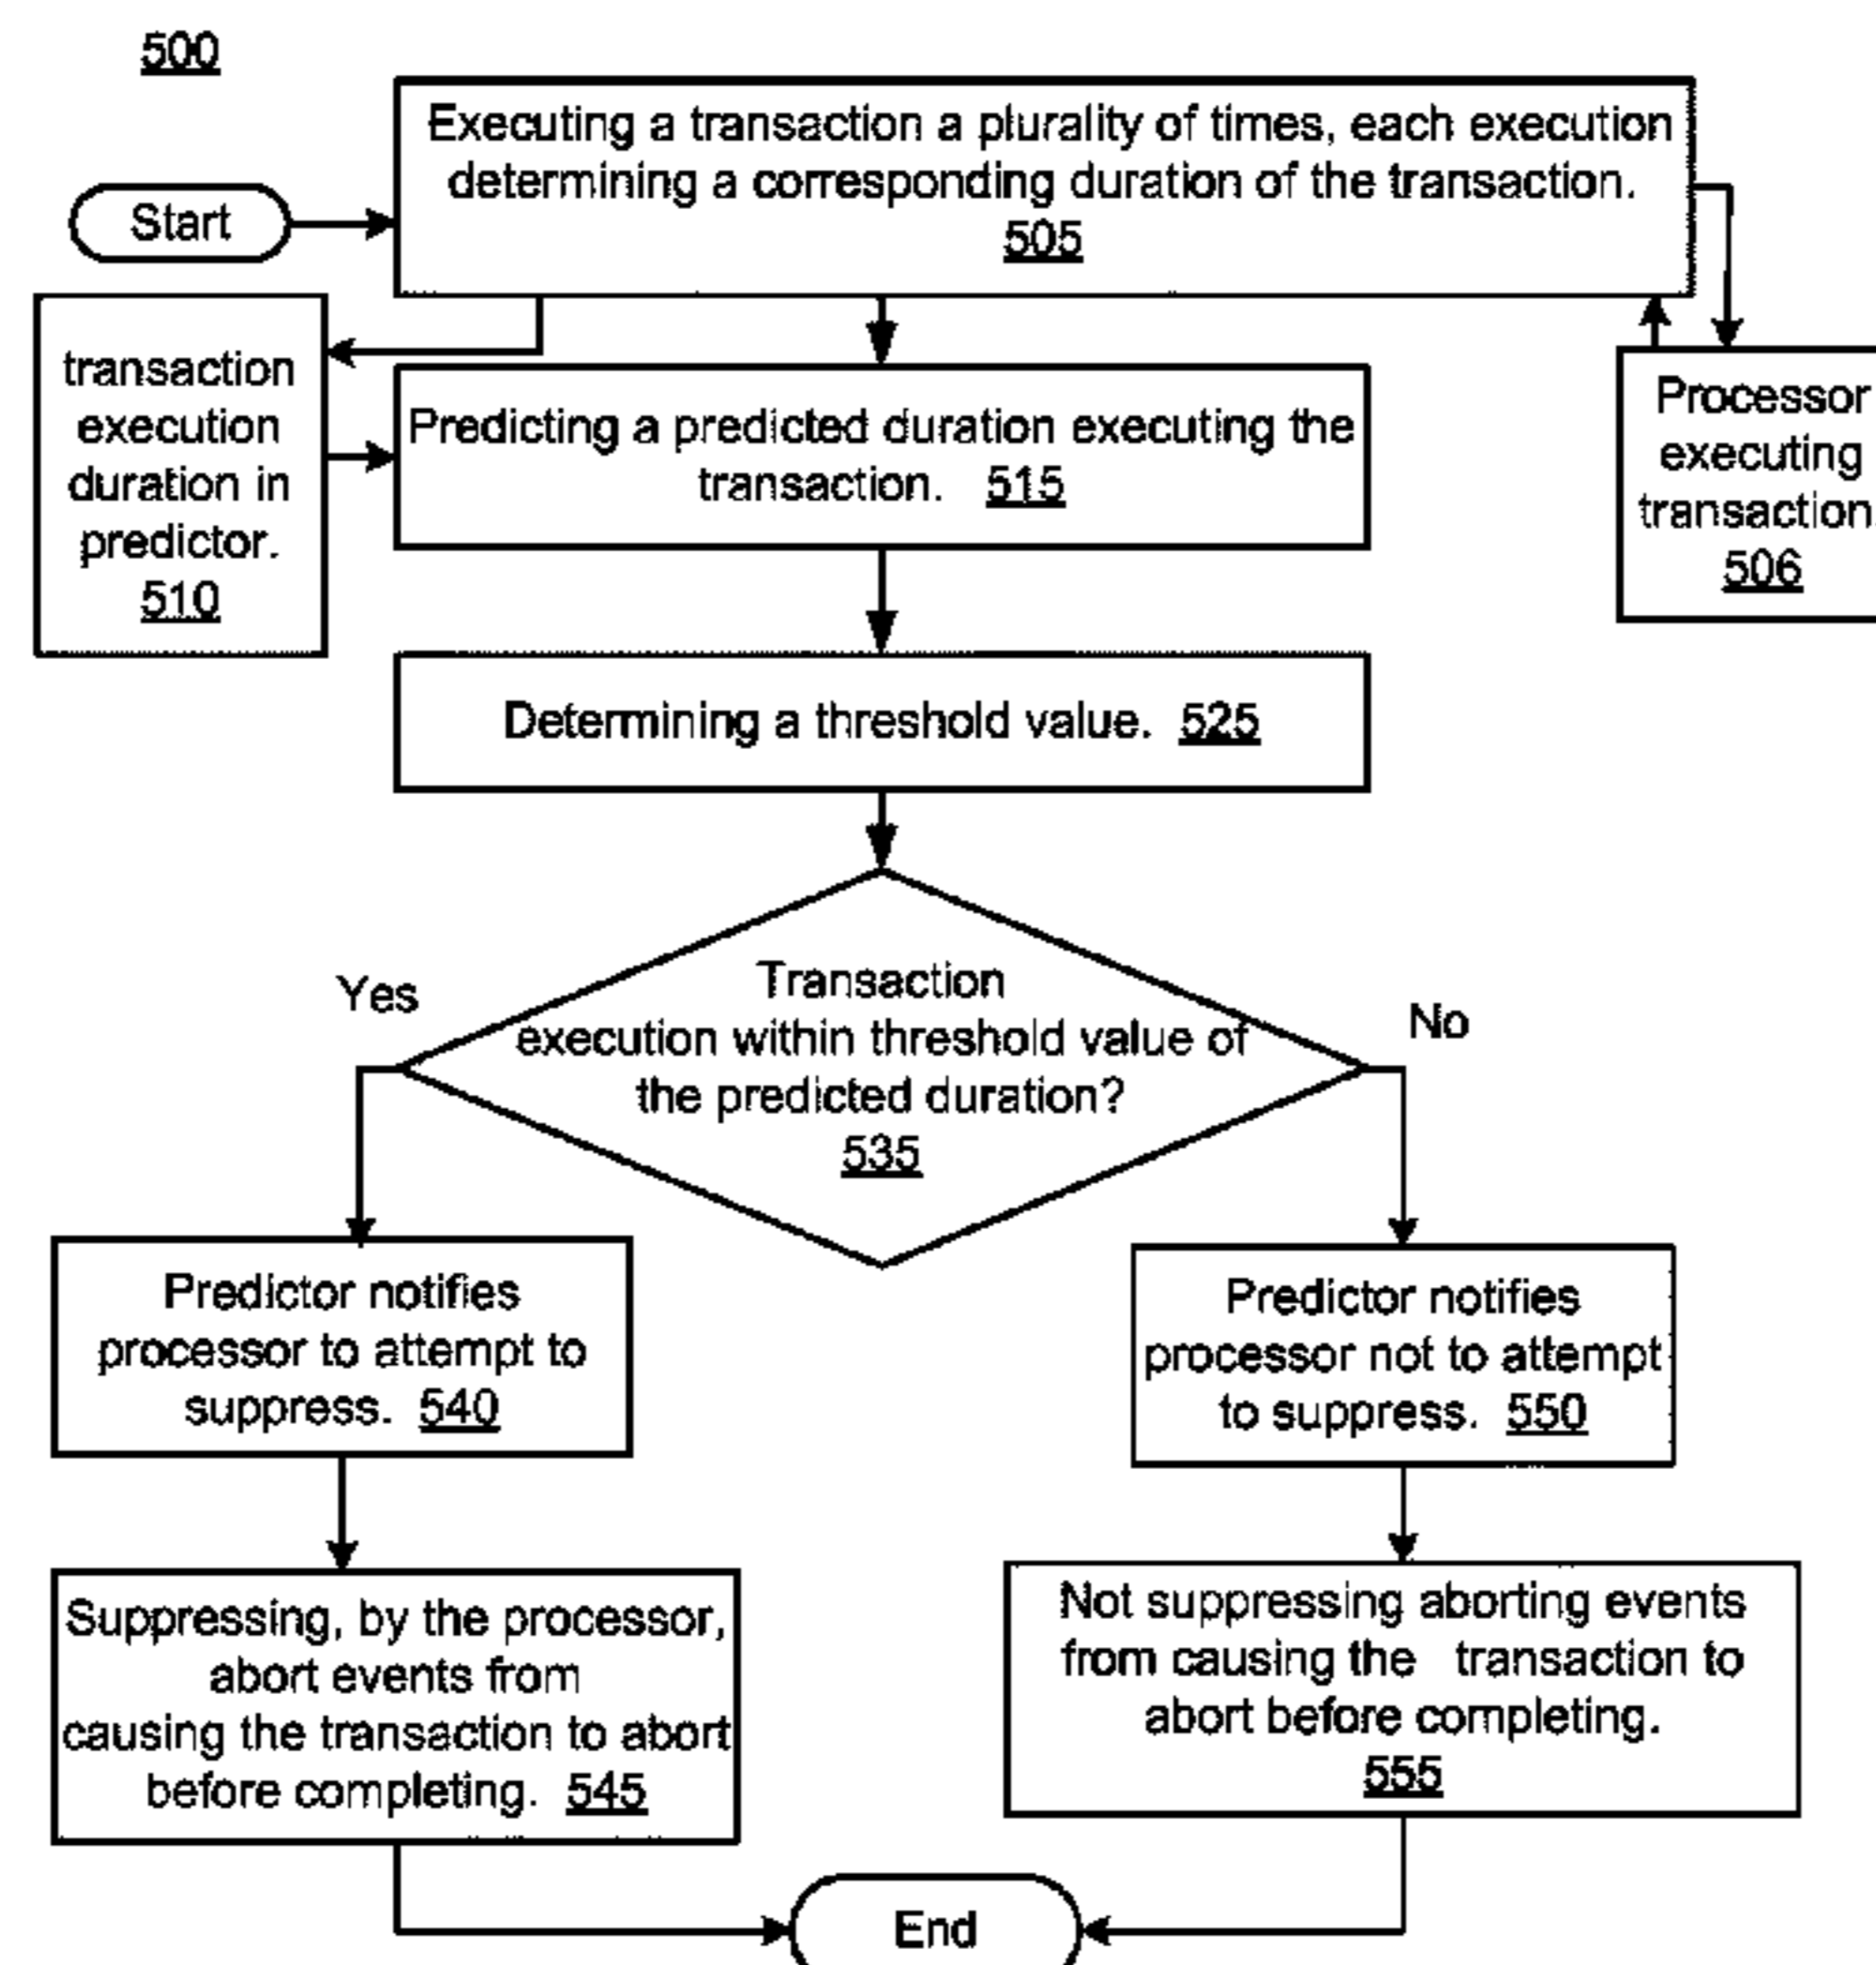 500
Executing a transaction a plurality of times, each execution
determining a corresponding duration of the transaction.
505
Start
transaction
execution
duration in
predictor.
510
Predicting a predicted duration executing the
transaction. 515
Processor
executing
transaction
506
Determining a threshold value. 525
Transaction
execution within threshold value of
the predicted duration?
535
Yes
No
Predictor notifies
processor to attempt to
suppress. 540
Predictor notifies
processor not to attempt
to suppress. 550
Suppressing, by the processor,
abort events from
causing the transaction to abort
before completing. 545
Not suppressing aborting events
from causing the transaction to
abort before completing.
555
End